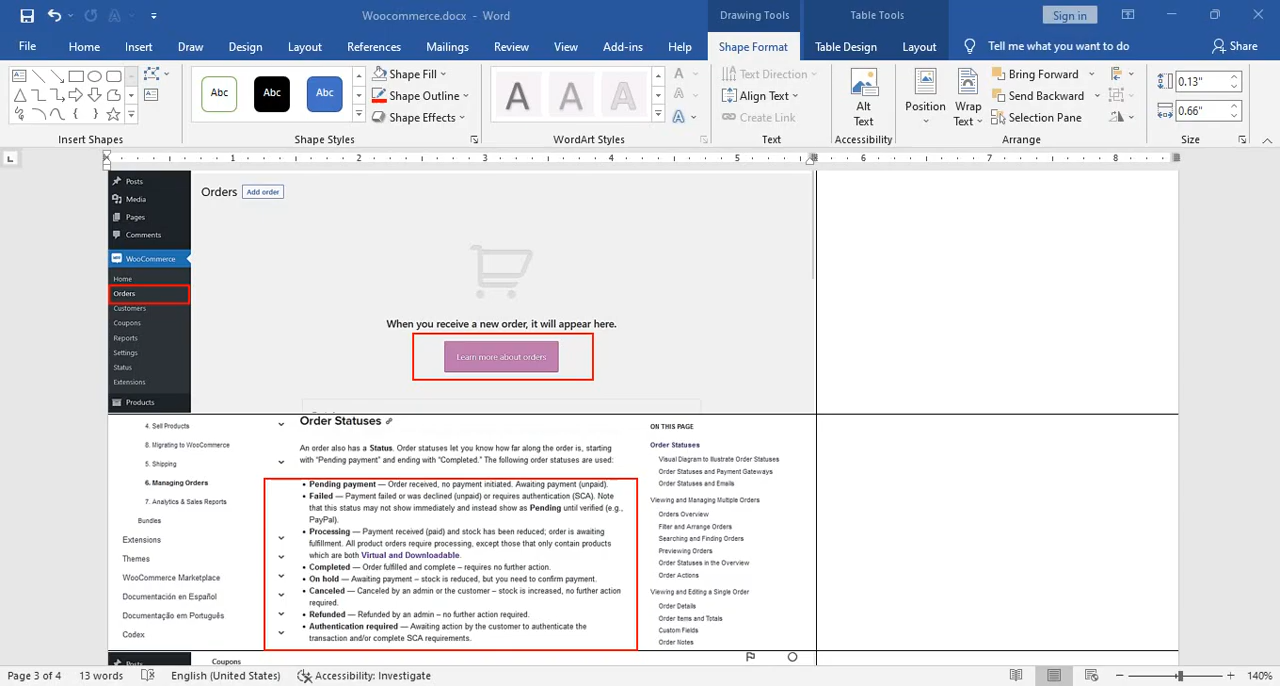 Woocommerce.docx - Word
Drawing Tools
Table Tools
Sign in
File
Home
Insert
Draw
Design
Layout
References
Mailings
Review
View
Add-ins
Help
Shape Format
Table Design
Layout
Tell me what you want to do
Share
Abc
Abc
Abc
Shape Fill
Shape Outline
Shape Effects
A
A
A
Text Direction
Align Text
Create Link
Alt
Text
Position
Wrap
Text
Bring Forward
Send Backward
Selection Pane
0.13"
0.66"
Insert Shapes
Shape Styles
WordArt Styles
Text
Accessibility
Arrange
Size
1
2
3
4
5
6
7
8
Posts
Media
Pages
Comments
WooCommerce
Home
Orders
Customers
Coupons
Reports
Settings
Status
Extensions
Products
Orders
Add order
When you receive a new order, it will appear here.
Learn more about orders
4. Sell Products
8. Migrating to WooCommerce
5. Shipping
6. Managing Orders
7. Analytics & Sales Reports
Bundles
Extensions
Themes
WooCommerce Marketplace
Documentación en Español
Documentação em Português
Codex
Order Statuses
An order also has a Status. Order statuses let you know how far along the order is, starting
with “Pending payment” and ending with “Completed.” The following order statuses are used:
• Pending payment — Order received, no payment initiated. Awaiting payment (unpaid).
• Failed — Payment failed or was declined (unpaid) or requires authentication (SCA). Note
that this status may not show immediately and instead show as Pending until verified (e.g.,
PayPal).
• Processing — Payment received (paid) and stock has been reduced; order is awaiting
fulfillment. All product orders require processing, except those that only contain products
which are both Virtual and Downloadable.
• Completed — Order fulfilled and complete – requires no further action.
• On hold — Awaiting payment – stock is reduced, but you need to confirm payment.
• Canceled — Canceled by an admin or the customer – stock is increased, no further action
required.
• Refunded — Refunded by an admin – no further action required.
• Authentication required — Awaiting action by the customer to authenticate the
transaction and/or complete SCA requirements.
ON THIS PAGE
Order Statuses
Visual Diagram to Illustrate Order Statuses
Order Statuses and Payment Gateways
Order Statuses and Emails
Viewing and Managing Multiple Orders
Orders Overview
Filter and Arrange Orders
Searching and Finding Orders
Previewing Orders
Order Statuses in the Overview
Order Actions
Viewing and Editing a Single Order
Order Details
Order Items and Totals
Custom Fields
Order Notes
Posts
Coupons
Page 3 of 4
13 words
English (United States)
Accessibility: Investigate
140%